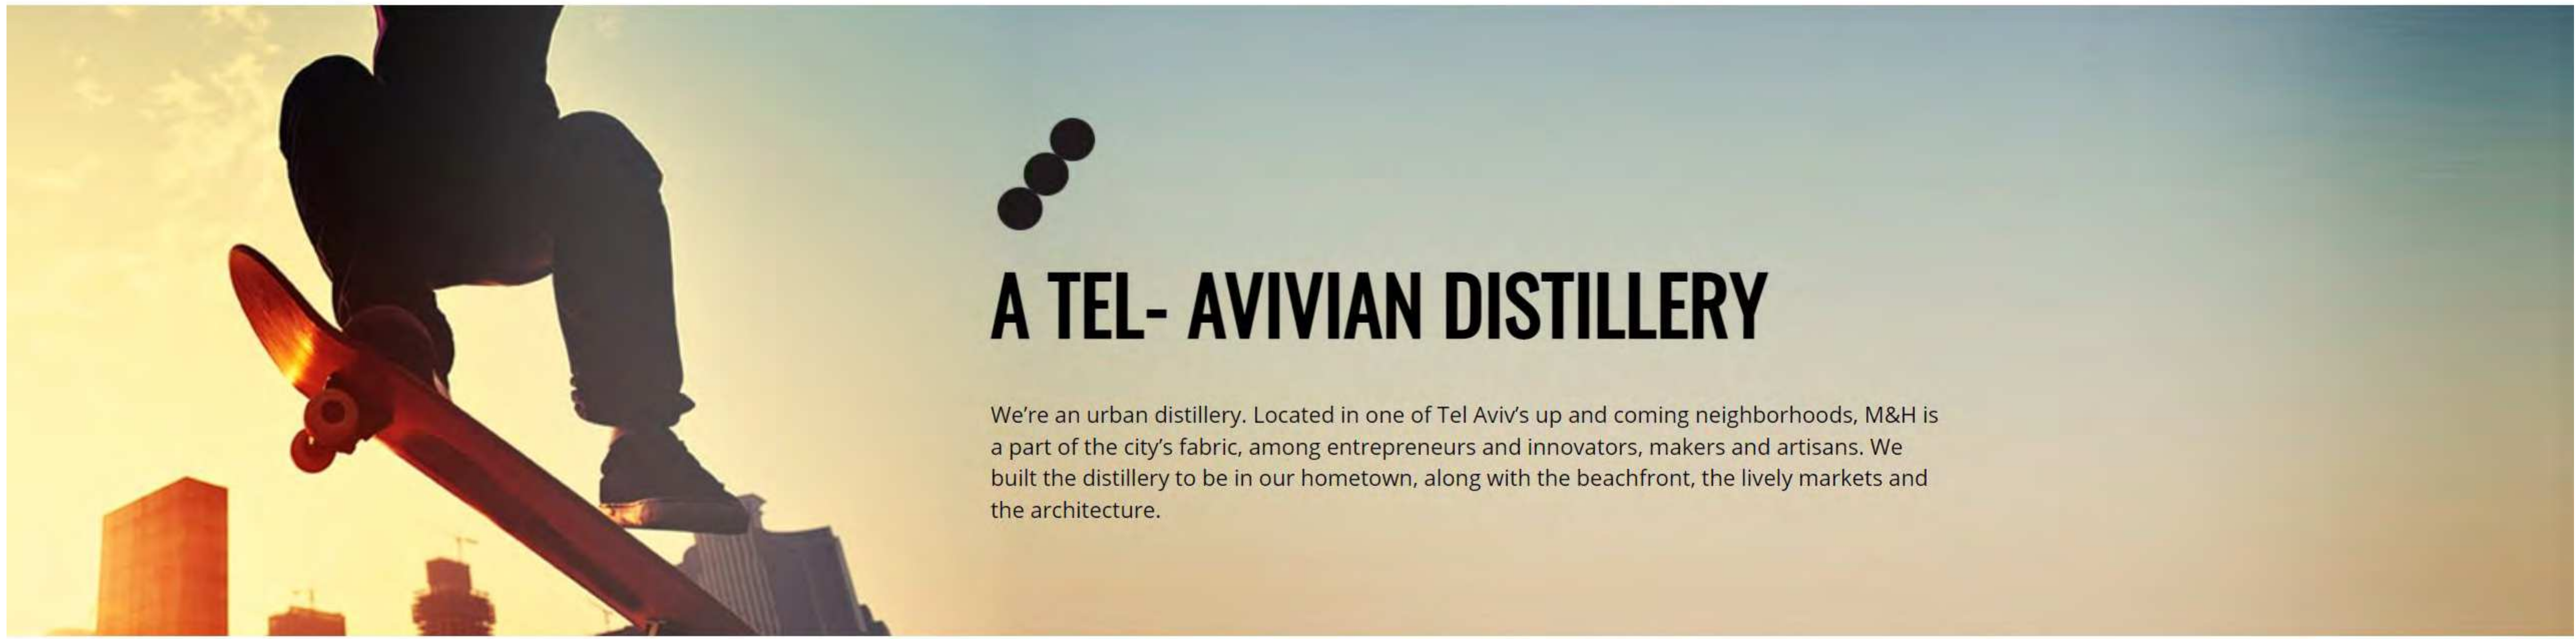 A TEL- AVIVIAN DISTILLERY
We're an urban distillery. Located in one of Tel Aviv's up and coming neighborhoods, M&H is
a part of the city's fabric, among entrepreneurs and innovators, makers and artisans. We
built the distillery to be in our hometown, along with the beachfront, the lively markets and
the architecture.